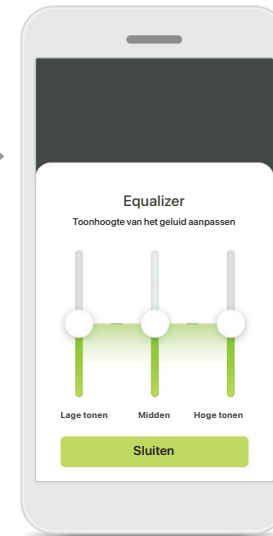 Equalizer
Toonhoogte van het geluid aanpassen
Lage tonen Midden Hoge tonen
Sluiten